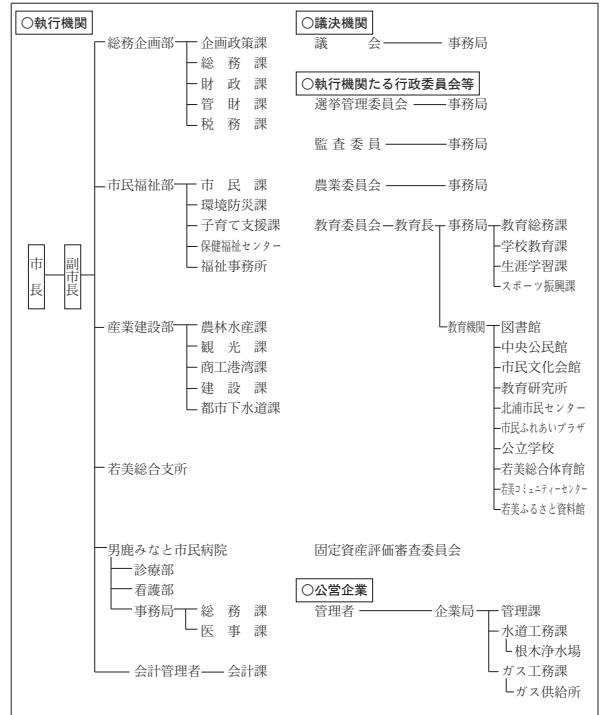 ○執行機関
市長
副市長
総務企画部
企画政策課
総務課
財政課
管財課
税務課
市民福祉部
市民課
環境防災課
子育て支援課
保健福祉センター
福祉事務所
産業建設部
農林水産課
観光課
商工港湾課
建設課
都市下水道課
若美総合支所
男鹿みなと市民病院
診療部
看護部
事務局
総務課
医事課
会計管理者
会計課
○議決機関
議会
事務局
○執行機関たる行政委員会等
選挙管理委員会
事務局
監査委員
事務局
農業委員会
事務局
教育委員会
教育長
事務局
教育総務課
学校教育課
生涯学習課
スポーツ振興課
教育機関
図書館
中央公民館
市民文化会館
教育研究所
北浦市民センター
市民ふれあいプラザ
公立学校
若美総合体育館
若美コミュニティーセンター
若美ふるさと資料館
固定資産評価審査委員会
○公営企業
管理者
企業局
管理課
水道工務課
根木浄水場
ガス工務課
ガス供給所